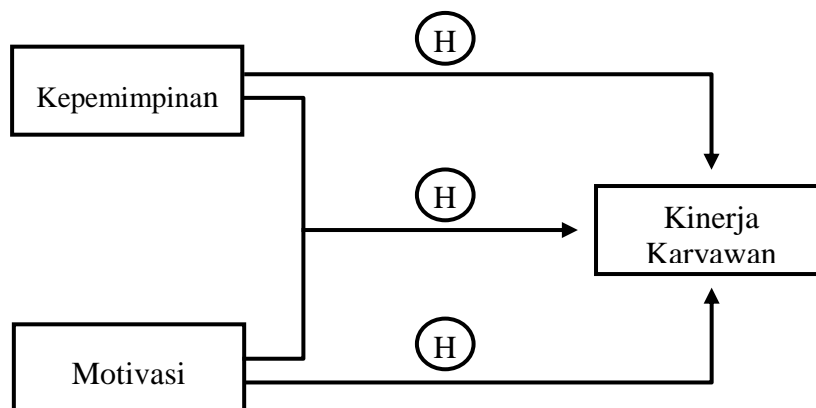 H
Kepemimpinan
H
Kinerja
Karyawan
H
Motivasi